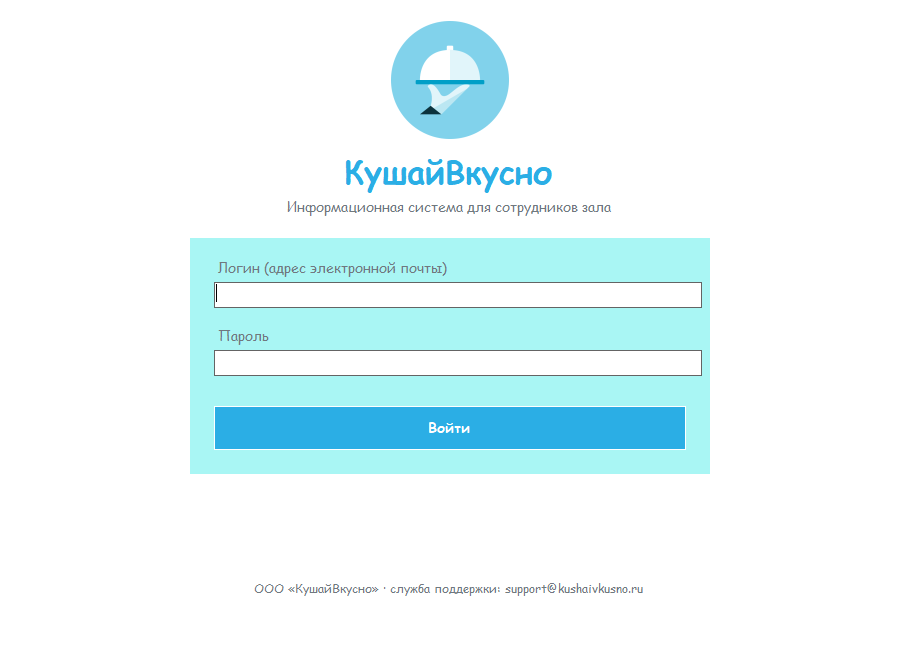 КушайВкусно
Информационная система для сотрудников зала
Логин (адрес электронной почты)
Пароль
Войти
ООО «КушайВкусно» · служба поддержки: support@kushaivkusno.ru